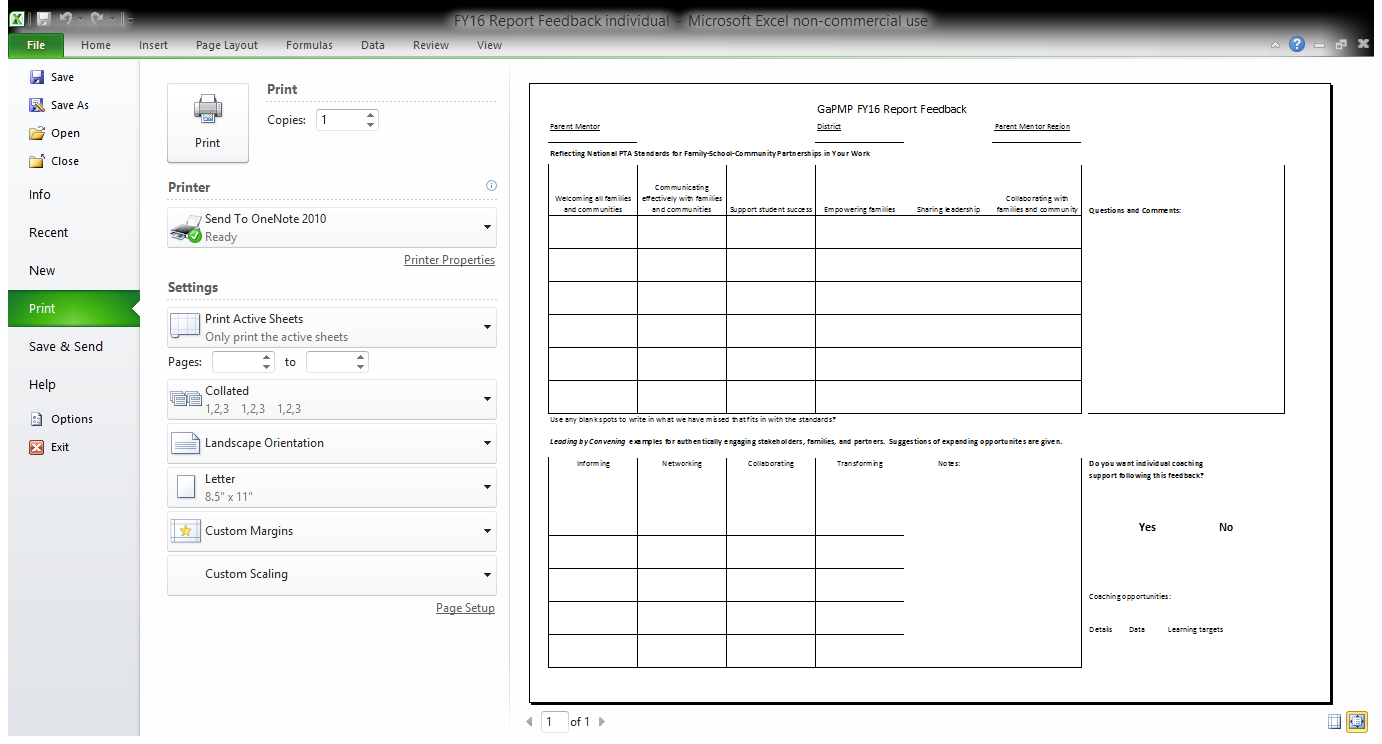 FY16 Report Feedback individual - Microsoft Excel non-commercial use
File Home Insert Page Layout Formulas Data Review View
Save
Save As
Open
Close
Info
Recent
New
Print
Save & Send
Help
Options
Exit
Print
Print
Copies: 1
Printer
Send To OneNote 2010
Ready
Printer Properties
Settings
Print Active Sheets
Only print the active sheets
Pages: to
Collated
1,2,3 1,2,3 1,2,3
Landscape Orientation
Letter
8.5" x 11"
Custom Margins
Custom Scaling
Page Setup
GaPMP FY16 Report Feedback
Parent Mentor District Parent Mentor Region
Reflecting National PTA Standards for Family-School-Community Partnerships in Your Work
Welcoming all families
and communities
Communicating
effectively with families
and communities
Support student success
Empowering families
Sharing leadership
Collaborating with
families and community
Questions and Comments:
Use any blank spots to write in what we have missed that fits in with the standards?
Leading by Convening examples for authentically engaging stakeholders, families, and partners. Suggestions of expanding opportunites are given.
Informing Networking Collaborating Transforming Notes:
Do you want individual coaching
support following this feedback?
Yes No
Coaching opportunities:
Details Data Learning targets
1 of 1